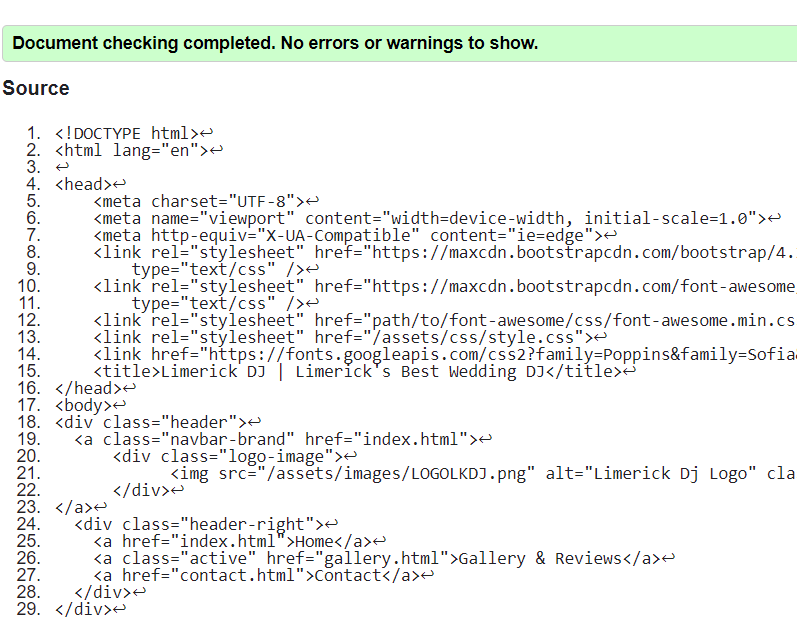 Document checking completed. No errors or warnings to show.
Source
1. <!DOCTYPE html>↩
2. <html lang="en">↩
3. ↩
4. <head>↩
5.     <meta charset="UTF-8">↩
6.     <meta name="viewport" content="width=device-width, initial-scale=1.0">↩
7.     <meta http-equiv="X-UA-Compatible" content="ie=edge">↩
8.     <link rel="stylesheet" href="https://maxcdn.bootstrapcdn.com/bootstrap/4.
9.         type="text/css" />↩
10.     <link rel="stylesheet" href="https://maxcdn.bootstrapcdn.com/font-awesome
11.         type="text/css" />↩
12.     <link rel="stylesheet" href="path/to/font-awesome/css/font-awesome.min.cs
13.     <link rel="stylesheet" href="/assets/css/style.css">↩
14.     <link href="https://fonts.googleapis.com/css2?family=Poppins&family=Sofia
15.     <title>Limerick DJ | Limerick's Best Wedding DJ</title>↩
16. </head>↩
17. <body>↩
18. <div class="header">↩
19.   <a class="navbar-brand" href="index.html">↩
20.       <div class="logo-image">↩
21.             <img src="/assets/images/LOGOLKDJ.png" alt="Limerick Dj Logo" cla
22.       </div>↩
23. </a>↩
24.   <div class="header-right">↩
25.     <a href="index.html">Home</a>↩
26.     <a class="active" href="gallery.html">Gallery & Reviews</a>↩
27.     <a href="contact.html">Contact</a>↩
28.   </div>↩
29. </div>↩